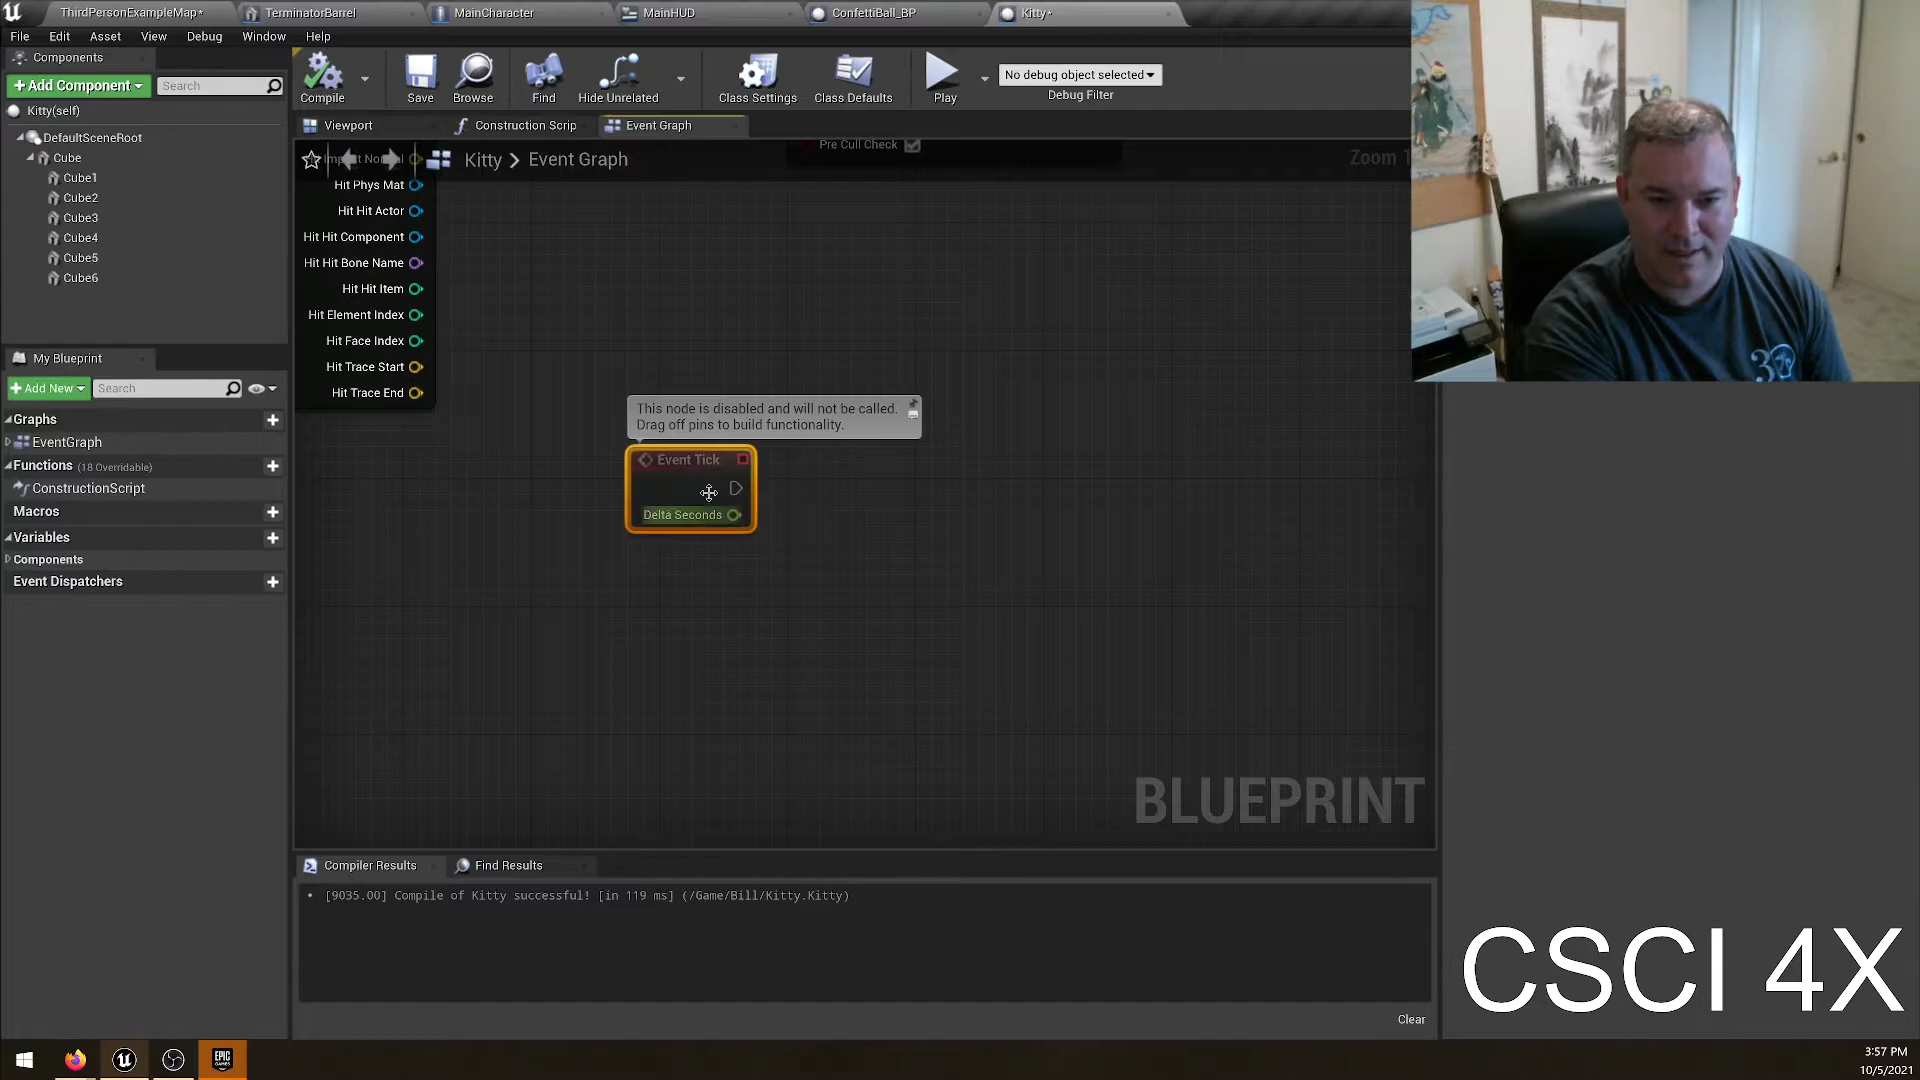 ThirdPersonExampleMap*
TerminatorBarrel
MainCharacter
MainHUD
ConfettiBall_BP
Kitty*
File
Edit
Asset
View
Debug
Window
Help
Components
+ Add Component
Search
Kitty(self)
DefaultSceneRoot
Cube
Cube1
Cube2
Cube3
Cube4
Cube5
Cube6
Compile
Save
Browse
Find
Hide Unrelated
Class Settings
Class Defaults
Play
No debug object selected
Debug Filter
Viewport
Construction Scrip
Event Graph
Kitty > Event Graph
Pre Cull Check
Zoom
Hit Phys Mat
Hit Hit Actor
Hit Hit Component
Hit Hit Bone Name
Hit Hit Item
Hit Element Index
Hit Face Index
Hit Trace Start
Hit Trace End
This node is disabled and will not be called.
Drag off pins to build functionality.
Event Tick
Delta Seconds
BLUEPRINT
My Blueprint
+ Add New
Search
Graphs
EventGraph
Functions (18 Overridable)
ConstructionScript
Macros
Variables
Components
Event Dispatchers
Compiler Results
Find Results
• [9035.00] Compile of Kitty successful! [in 119 ms] (/Game/Bill/Kitty.Kitty)
Clear
CSCI 4X
EPIC
GAMES
3:57 PM
10/5/2021